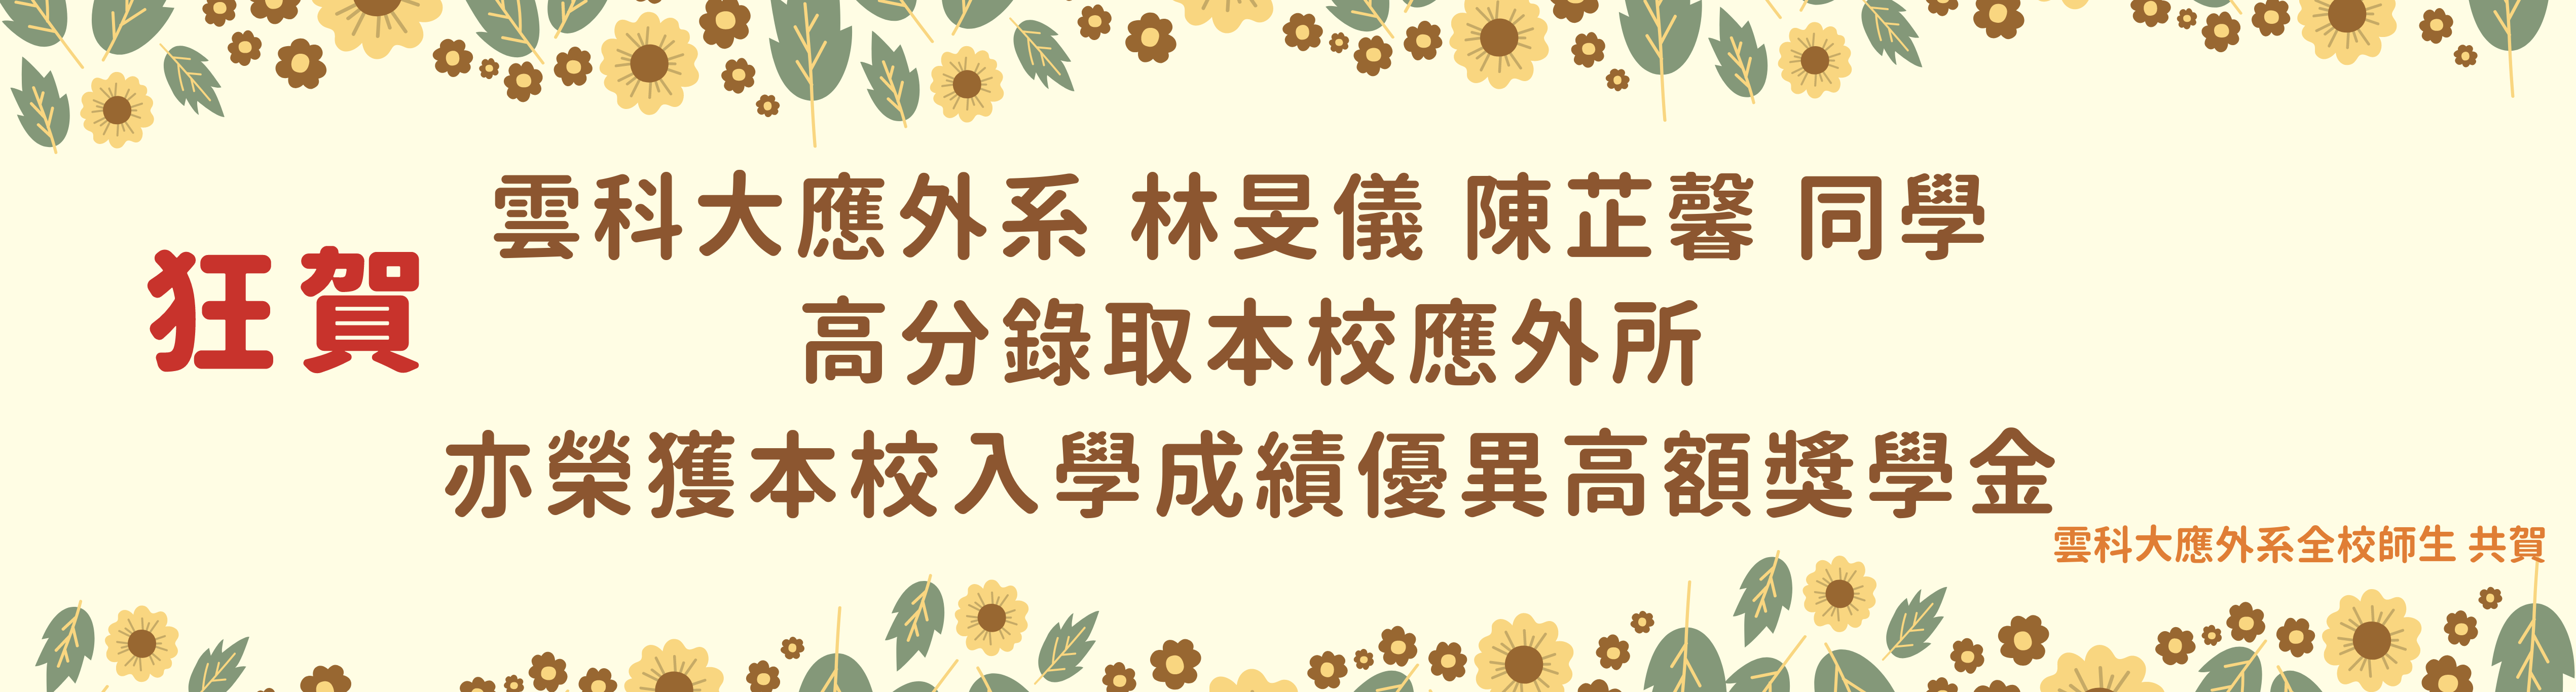 狂賀
雲科大應外系 林旻儀 陳芷馨 同學
高分錄取本校應外所
亦榮獲本校入學成績優異高額獎學金
雲科大應外系全校師生 共賀